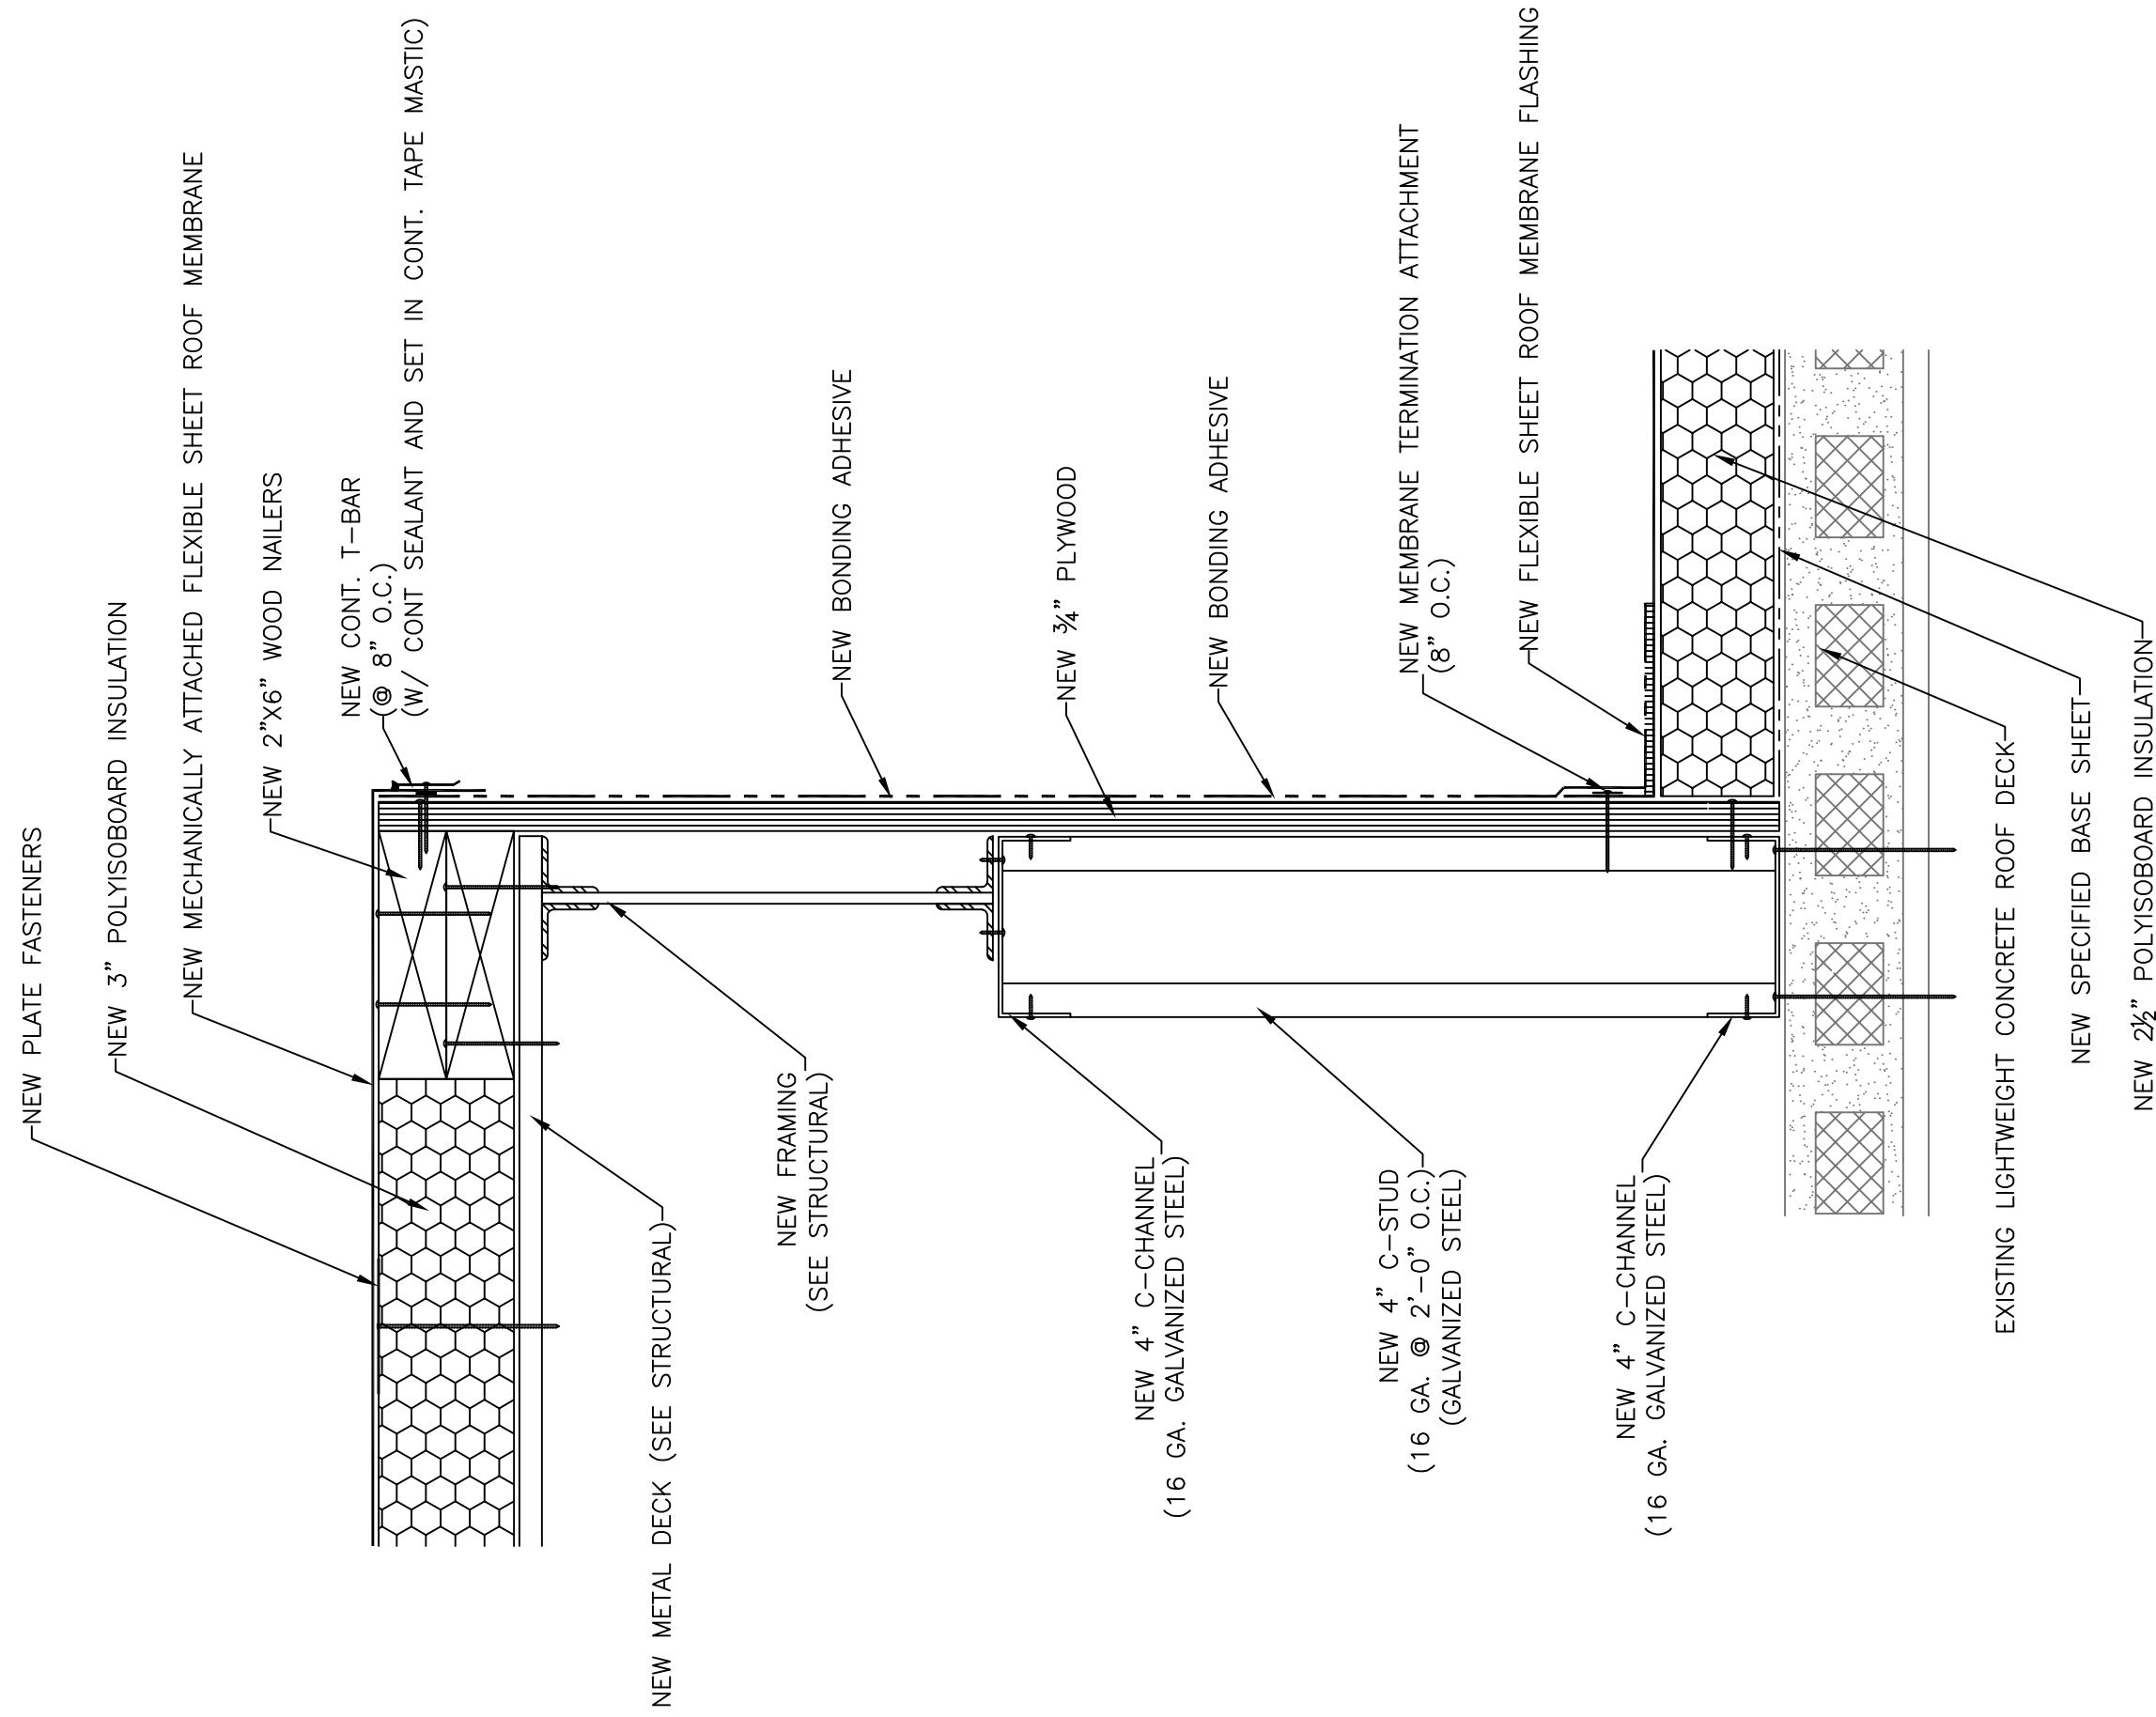 NEW PLATE FASTENERS
NEW 3" POLYISOBOARD INSULATION
NEW MECHANICALLY ATTACHED FLEXIBLE SHEET ROOF MEMBRANE
NEW 2"X6" WOOD NAILERS
NEW CONT. T-BAR
(@ 8" O.C.)
(W/ CONT SEALANT AND SET IN CONT. TAPE MASTIC)
NEW METAL DECK (SEE STRUCTURAL)
NEW FRAMING
(SEE STRUCTURAL)
NEW BONDING ADHESIVE
NEW ¾" PLYWOOD
NEW 4" C-CHANNEL
(16 GA. GALVANIZED STEEL)
NEW BONDING ADHESIVE
NEW 4" C-STUD
(16 GA. @ 2'-0" O.C.)
(GALVANIZED STEEL)
NEW MEMBRANE TERMINATION ATTACHMENT
(8" O.C.)
NEW FLEXIBLE SHEET ROOF MEMBRANE FLASHING
NEW 4" C-CHANNEL
(16 GA. GALVANIZED STEEL)
EXISTING LIGHTWEIGHT CONCRETE ROOF DECK
NEW SPECIFIED BASE SHEET
NEW 2½" POLYISOBOARD INSULATION